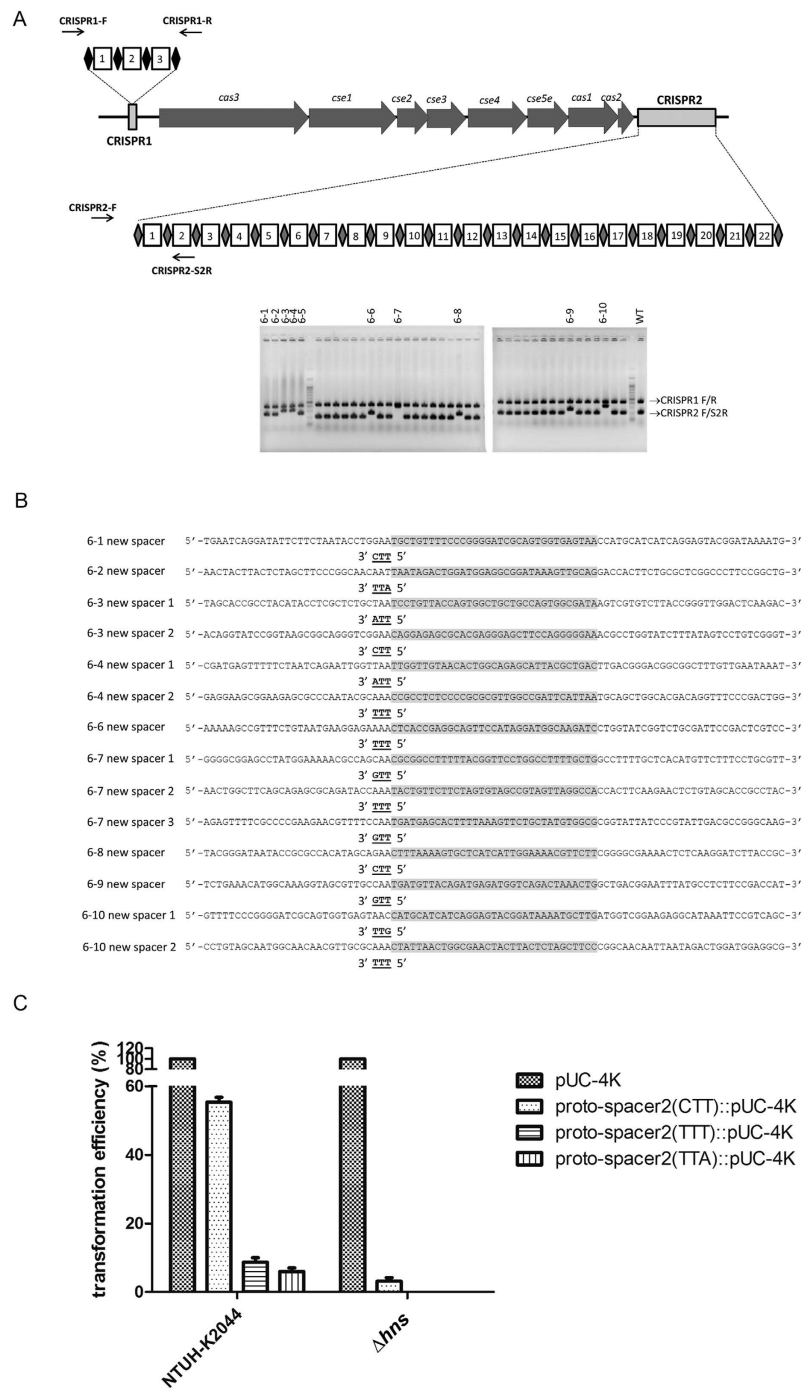 A
CRISPR1-F
CRISPR1-R
1 2 3
cas3 cse1 cse2 cse3 cse4 cse5e cas1 cas2 CRISPR2
CRISPR1
CRISPR2-F
1 2 3 4 5 6 7 8 9 10 11 12 13 14 15 16 17 18 19 20 21 22
CRISPR2-S2R
6-1 6-2 6-3 6-4 6-5 6-6 6-7 6-8 6-9 6-10 WT
→CRISPR1 F/R
→CRISPR2 F/S2R
B
6-1 new spacer 5’-TGAATCAGGATATTCTTCTAATACCTGGAATGCTGTTTTCCCGGGGATCGCAGTGGTGAGTAACCATGCATCATCAGGAGTACGGATAAAATG-3’
3’ CTT 5’
6-2 new spacer 5’-AACTACTTACTCTAGCTTCCCGGCAACAATTAATAGACTGGATGGAGGCGGATAAAGTTGCAGGACCACTTCTGCGCTCGGCCCTTCCGGCTG-3’
3’ TTA 5’
6-3 new spacer 1 5’-TAGCACCGCCTACATACCTCGCTCTGCTAATCCTGTTACCAGTGGCTGCTGCCAGTGGCGATAAGTCGTGTCTTACCGGGTTGGACTCAAGAC-3’
3’ ATT 5’
6-3 new spacer 2 5’-ACAGGTATCCGGTAAGCGGCAGGGTCGGAACAGGAGAGCGCACGAGGGAGCTTCCAGGGGGAAACGCCTGGTATCTTTATAGTCCTGTCGGGT-3’
3’ CTT 5’
6-4 new spacer 1 5’-CGATGAGTTTTTCTAATCAGAATTGGTTAATTGGTTGTAACACTGGCAGAGCATTACGCTGACTTGACGGGACGGCGGCTTTGTTGAATAAAT-3’
3’ ATT 5’
6-4 new spacer 2 5’-GAGGAAGCGGAAGAGCGCCCAATACGCAAACCGCCTCTCCCCGCGCGTTGGCCGATTCATTAATGCAGCTGGCACGACAGGTTTCCCGACTGG-3’
3’ TTT 5’
6-6 new spacer 5’-AAAAAGCCGTTTCTGTAATGAAGGAGAAAACTCACCGAGGCAGTTCCATAGGATGGCAAGATCCTGGTATCGGTCTGCGATTCCGACTCGTCC-3’
3’ TTT 5’
6-7 new spacer 1 5’-GGGGCGGAGCCTATGGAAAAACGCCAGCAACGCGGCCTTTTTACGGTTCCTGGCCTTTTGCTGGCCTTTTGCTCACATGTTCTTTCCTGCGTT-3’
3’ GTT 5’
6-7 new spacer 2 5’-AACTGGCTTCAGCAGAGCGCAGATACCAAATACTGTTCTTCTAGTGTAGCCGTAGTTAGGCCACCACTTCAAGAACTCTGTAGCACCGCCTAC-3’
3’ TTT 5’
6-7 new spacer 3 5’-AGAGTTTTCGCCCCGAAGAACGTTTTCCAATGATGAGCACTTTTAAAGTTCTGCTATGTGGCGCGGTATTATCCCGTATTGACGCCGGGCAAG-3’
3’ GTT 5’
6-8 new spacer 5’-TACGGGATAATACCGCGCCACATAGCAGAACTTTAAAAGTGCTCATCATTGGAAAACGTTCTTCGGGGCGAAAACTCTCAAGGATCTTACCGC-3’
3’ CTT 5’
6-9 new spacer 5’-TCTGAAACATGGCAAAGGTAGCGTTGCCAATGATGTTACAGATGAGATGGTCAGACTAAACTGGCTGACGGAATTTATGCCTCTTCCGACCAT-3’
3’ GTT 5’
6-10 new spacer 1 5’-GTTTTCCCGGGGATCGCAGTGGTGAGTAACCATGCATCATCAGGAGTACGGATAAAATGCTTGATGGTCGGAAGAGGCATAAATTCCGTCAGC-3’
3’ TTG 5’
6-10 new spacer 2 5’-CCTGTAGCAATGGCAACAACGTTGCGCAAACTATTAACTGGCGAACTACTTACTCTAGCTTCCCGGCAACAATTAATAGACTGGATGGAGGCG-3’
3’ TTT 5’
C
transformation efficiency (%)
120
100
80
60
40
20
0
NTUH-K2044
Δhns
pUC-4K
proto-spacer2(CTT)::pUC-4K
proto-spacer2(TTT)::pUC-4K
proto-spacer2(TTA)::pUC-4K